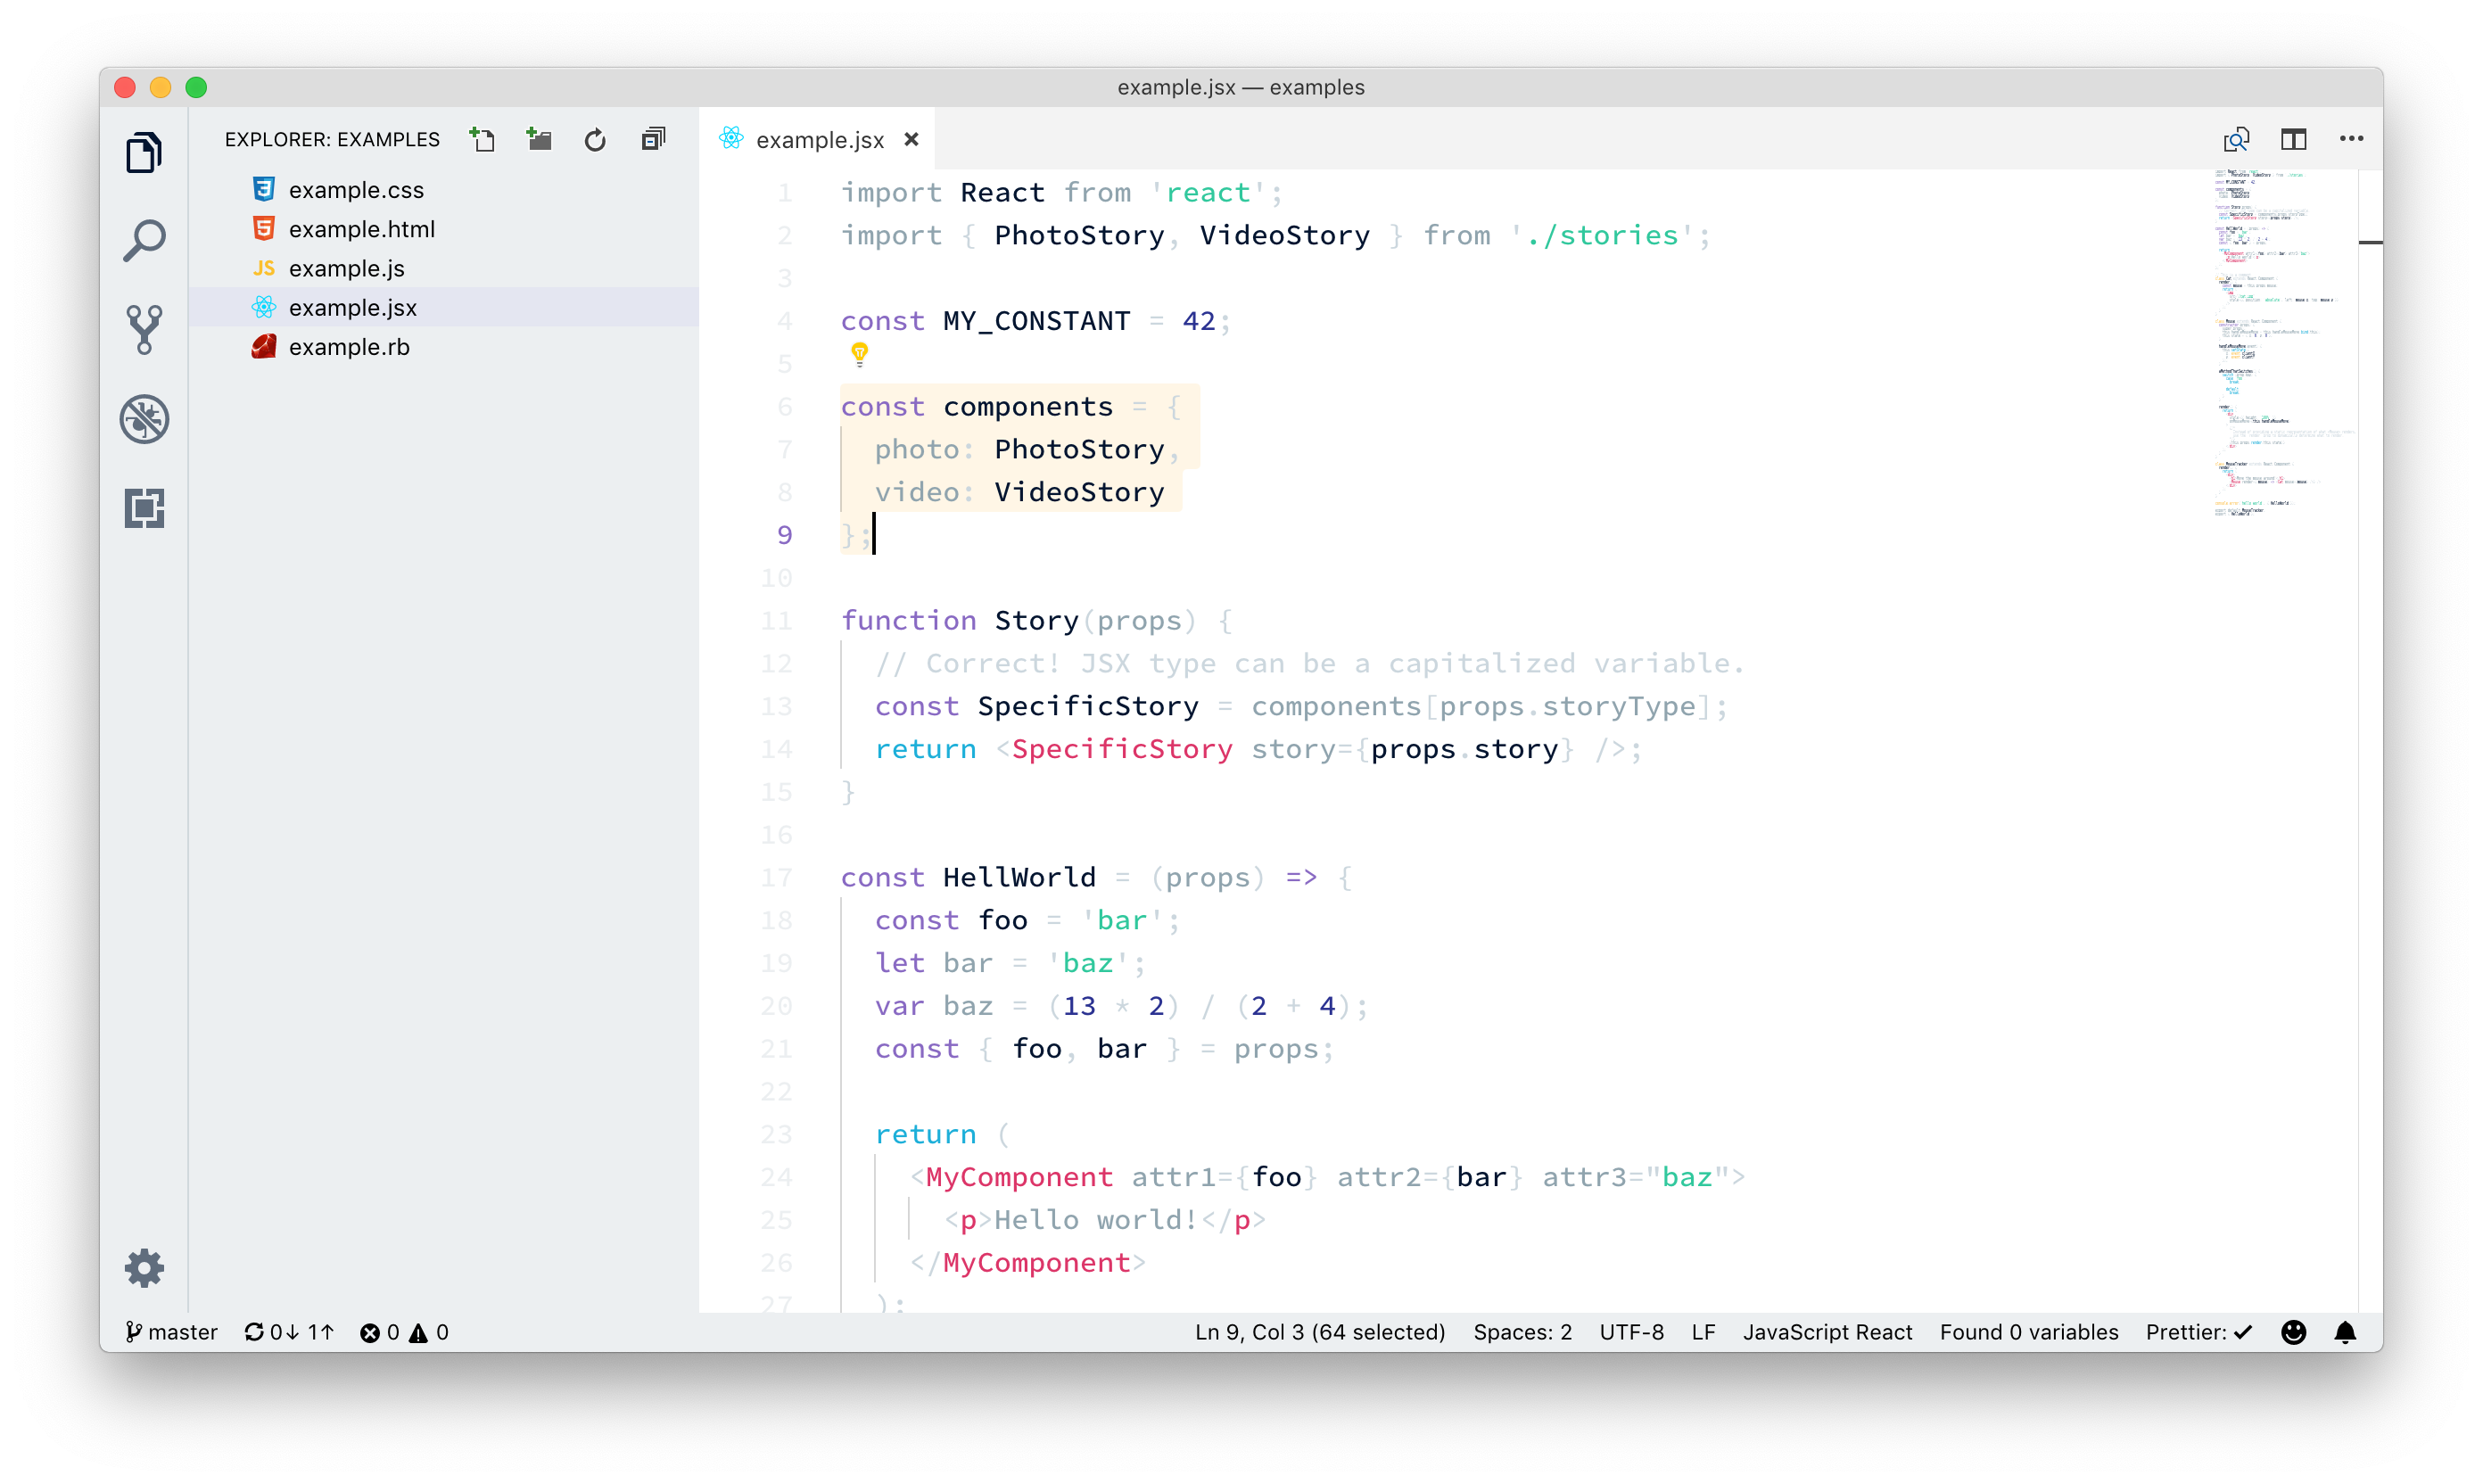 example.jsx — examples
EXPLORER: EXAMPLES
example.css
example.html
JS example.js
example.jsx
example.rb
example.jsx
1 import React from 'react';
2 import { PhotoStory, VideoStory } from './stories';
3
4 const MY_CONSTANT = 42;
5
6 const components = {
7 photo: PhotoStory,
8 video: VideoStory
9 };
10
11 function Story(props) {
12 // Correct! JSX type can be a capitalized variable.
13 const SpecificStory = components[props.storyType];
14 return <SpecificStory story={props.story} />;
15 }
16
17 const HellWorld = (props) => {
18 const foo = 'bar';
19 let bar = 'baz';
20 var baz = (13 * 2) / (2 + 4);
21 const { foo, bar } = props;
22
23 return (
24 <MyComponent attr1={foo} attr2={bar} attr3="baz">
25 <p>Hello world!</p>
26 </MyComponent>
27 );
master 0↓ 1↑ 0 0
Ln 9, Col 3 (64 selected) Spaces: 2 UTF-8 LF JavaScript React Found 0 variables Prettier: ✓